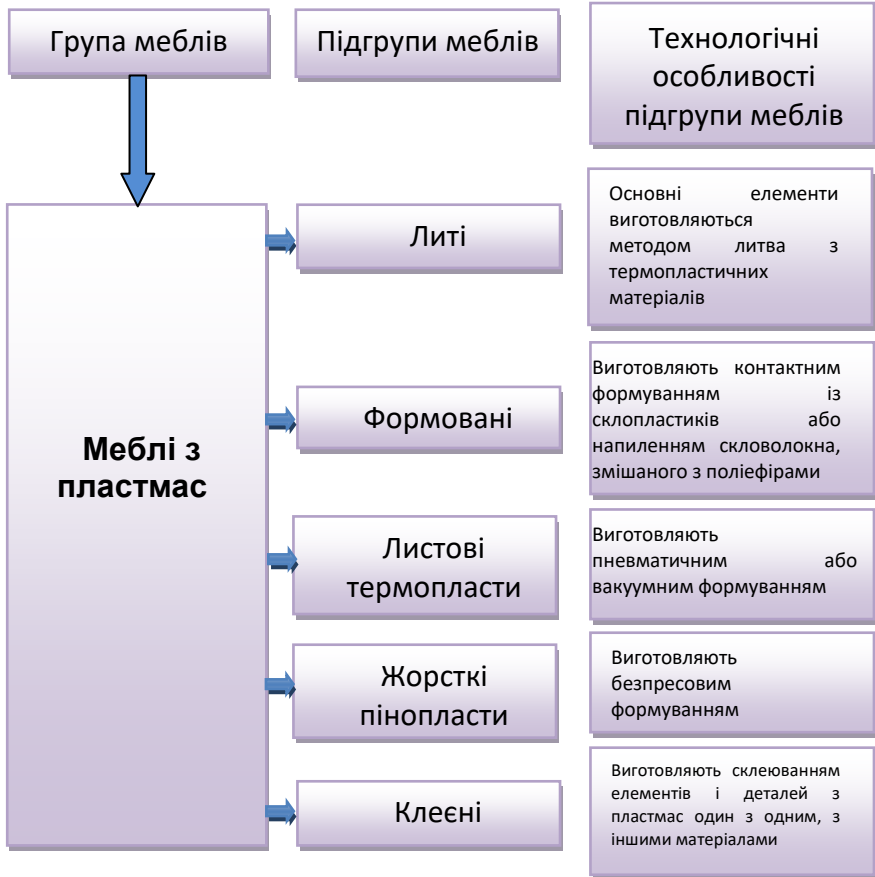 Група меблів
Підгрупи меблів
Технологічні
особливості
підгрупи меблів
Меблі з
пластмас
Литі
Основні елементи
виготовляються
методом литва з
термопластичних
матеріалів
Формовані
Виготовляють контактним
формуванням із
склопластиків або
напиленням скловолокна,
змішаного з поліефірами
Листові
термопласти
Виготовляють
пневматичним або
вакуумним формуванням
Жорсткі
пінопласти
Виготовляють
безпресовим
формуванням
Клеєні
Виготовляють склеюванням
елементів і деталей з
пластмас один з одним, з
іншими матеріалами